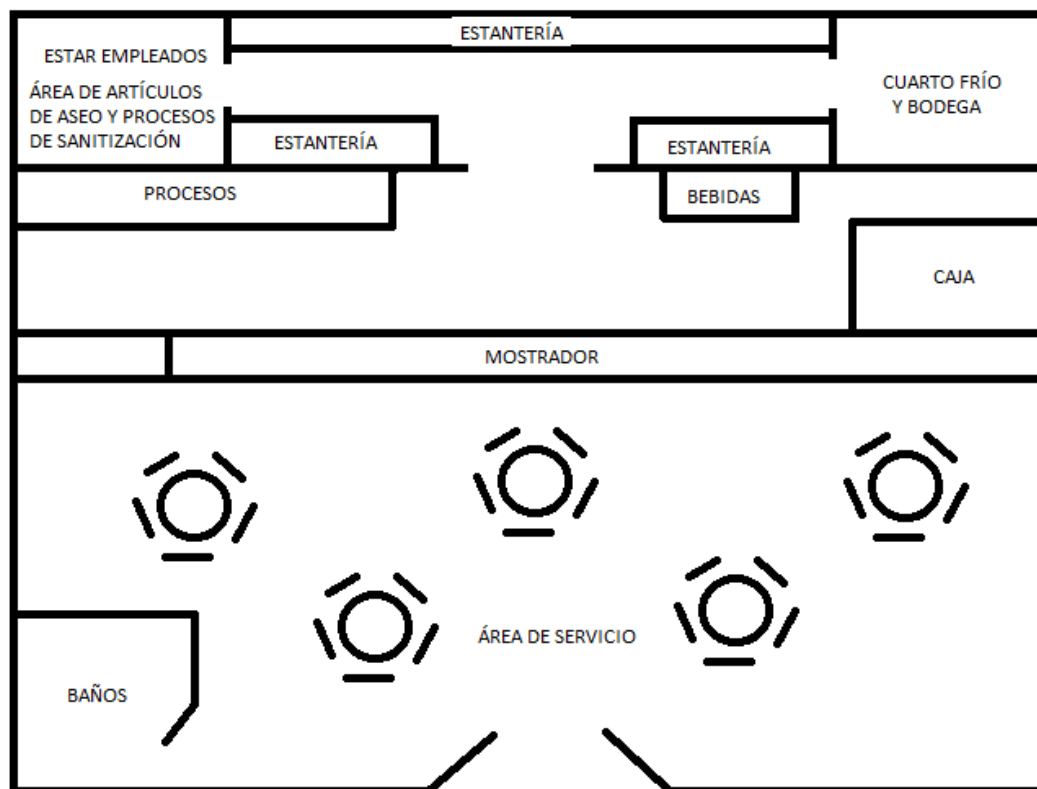 ESTANTERÍA
ESTAR EMPLEADOS
ÁREA DE ARTÍCULOS
DE ASEO Y PROCESOS
DE SANITIZACIÓN
CUARTO FRÍO
Y BODEGA
ESTANTERÍA
ESTANTERÍA
PROCESOS
BEBIDAS
CAJA
MOSTRADOR
ÁREA DE SERVICIO
BAÑOS